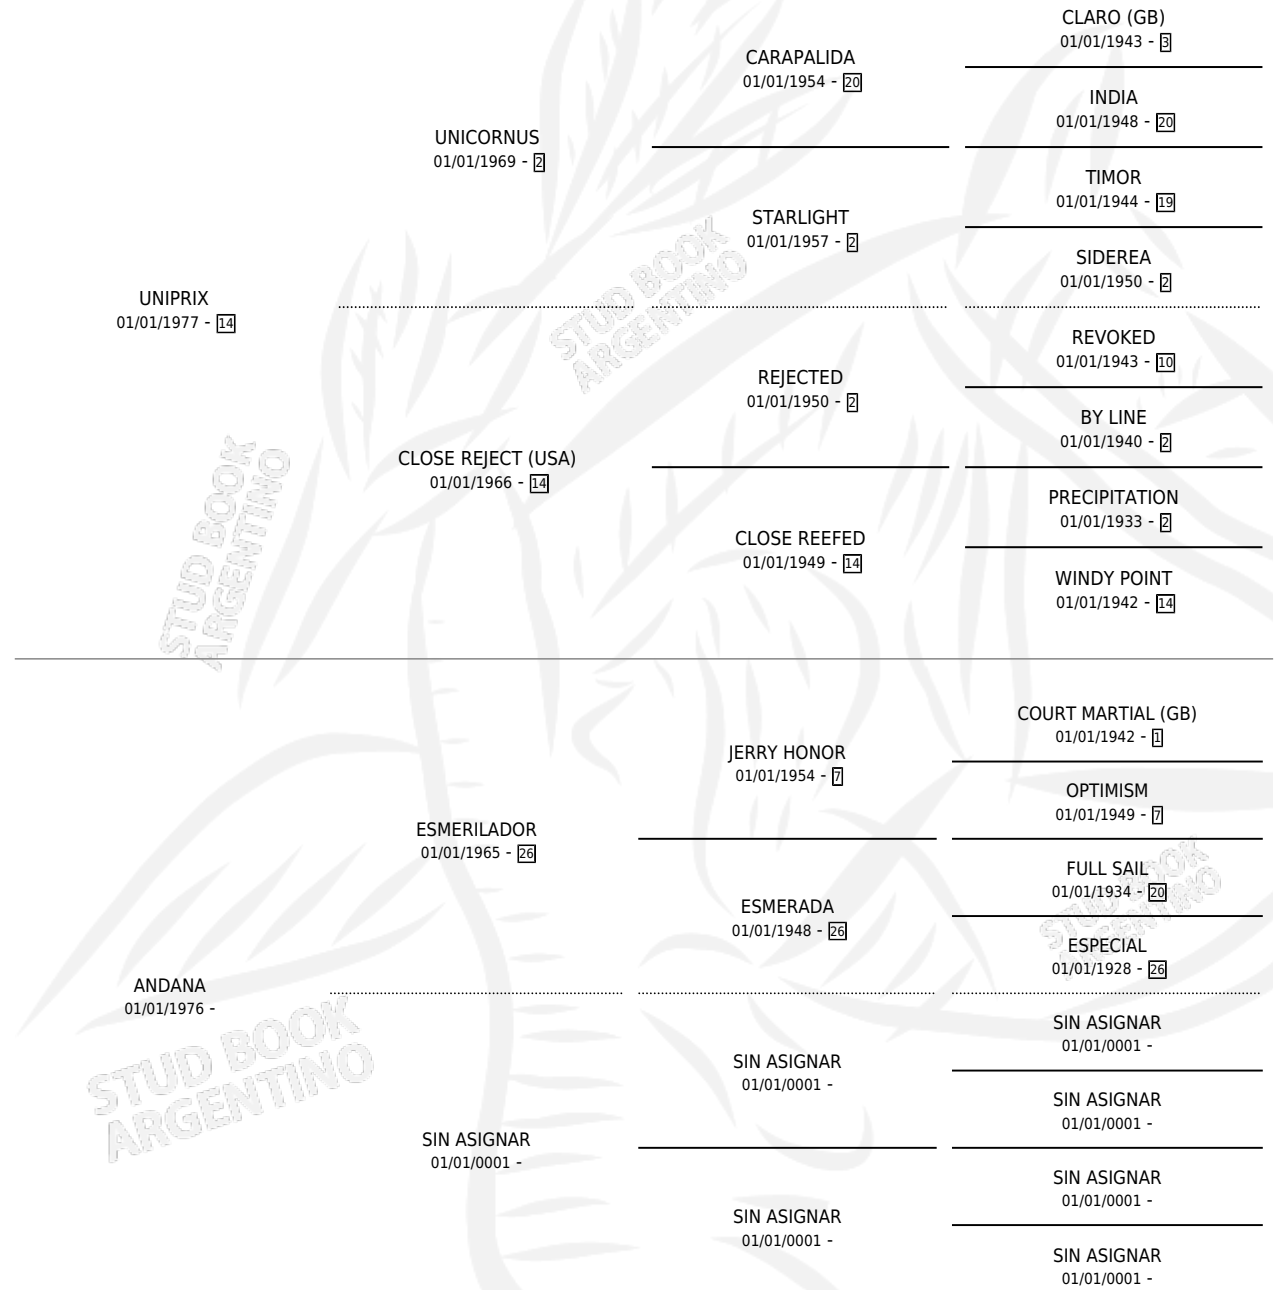 CLARO (GB)
01/01/1943 - 3
CARAPALIDA
01/01/1954 - 20
INDIA
01/01/1948 - 20
UNICORNUS
01/01/1969 - 2
TIMOR
01/01/1944 - 19
STARLIGHT
01/01/1957 - 2
SIDEREA
01/01/1950 - 2
UNIPRIX
01/01/1977 - 14
REVOKED
01/01/1943 - 10
REJECTED
01/01/1950 - 2
BY LINE
01/01/1940 - 2
CLOSE REJECT (USA)
01/01/1966 - 14
PRECIPITATION
01/01/1933 - 2
CLOSE REEFED
01/01/1949 - 14
WINDY POINT
01/01/1942 - 14
COURT MARTIAL (GB)
01/01/1942 - 1
JERRY HONOR
01/01/1954 - 7
OPTIMISM
01/01/1949 - 7
ESMERILADOR
01/01/1965 - 26
FULL SAIL
01/01/1934 - 20
ESMERADA
01/01/1948 - 26
ESPECIAL
01/01/1928 - 26
ANDANA
01/01/1976 -
SIN ASIGNAR
01/01/0001 -
SIN ASIGNAR
01/01/0001 -
SIN ASIGNAR
01/01/0001 -
SIN ASIGNAR
01/01/0001 -
SIN ASIGNAR
01/01/0001 -
SIN ASIGNAR
01/01/0001 -
SIN ASIGNAR
01/01/0001 -
STUD BOOK
ARGENTINO
STUD BOOK
ARGENTINO
STUD BOOK
ARGENTINO
STUD BOOK
ARGENTINO